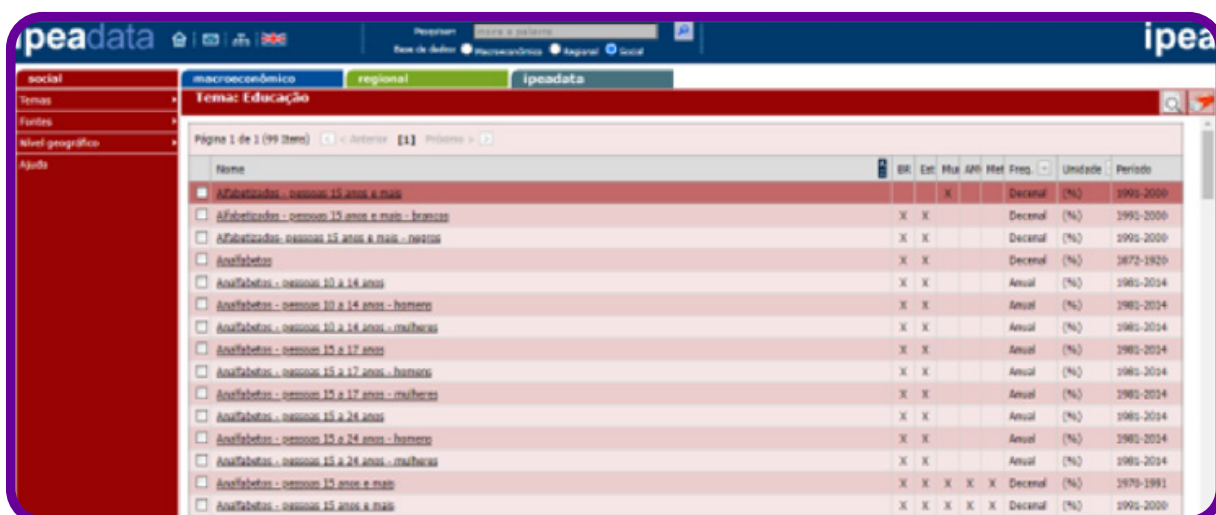 ipeadata
Pesquisar:
Base de dados: Macroeconômico Regional Social
ipea
social macroeconômico regional ipeadata
Temas Tema: Educação
Fontes
Nível geográfico
Ajuda
Página 1 de 1 (99 Itens) < Anterior [1] Próximo >
Nome BR Est Mu AM Met Freq. Unidade Período
Alfabetizados - pessoas 15 anos e mais X Decenal (%) 1991-2000
Alfabetizados - pessoas 15 anos e mais - brancos X X Decenal (%) 1991-2000
Alfabetizados- pessoas 15 anos e mais - negros X X Decenal (%) 1991-2000
Analfabetos X X Decenal (%) 1872-1920
Analfabetos - pessoas 10 a 14 anos X X Anual (%) 1981-2014
Analfabetos - pessoas 10 a 14 anos - homens X X Anual (%) 1981-2014
Analfabetos - pessoas 10 a 14 anos - mulheres X X Anual (%) 1981-2014
Analfabetos - pessoas 15 a 17 anos X X Anual (%) 1981-2014
Analfabetos - pessoas 15 a 17 anos - homens X X Anual (%) 1981-2014
Analfabetos - pessoas 15 a 17 anos - mulheres X X Anual (%) 1981-2014
Analfabetos - pessoas 15 a 24 anos X X Anual (%) 1981-2014
Analfabetos - pessoas 15 a 24 anos - homens X X Anual (%) 1981-2014
Analfabetos - pessoas 15 a 24 anos - mulheres X X Anual (%) 1981-2014
Analfabetos - pessoas 15 anos e mais X X X X X Decenal (%) 1970-1991
Analfabetos - pessoas 15 anos e mais X X X X X Decenal (%) 1991-2000